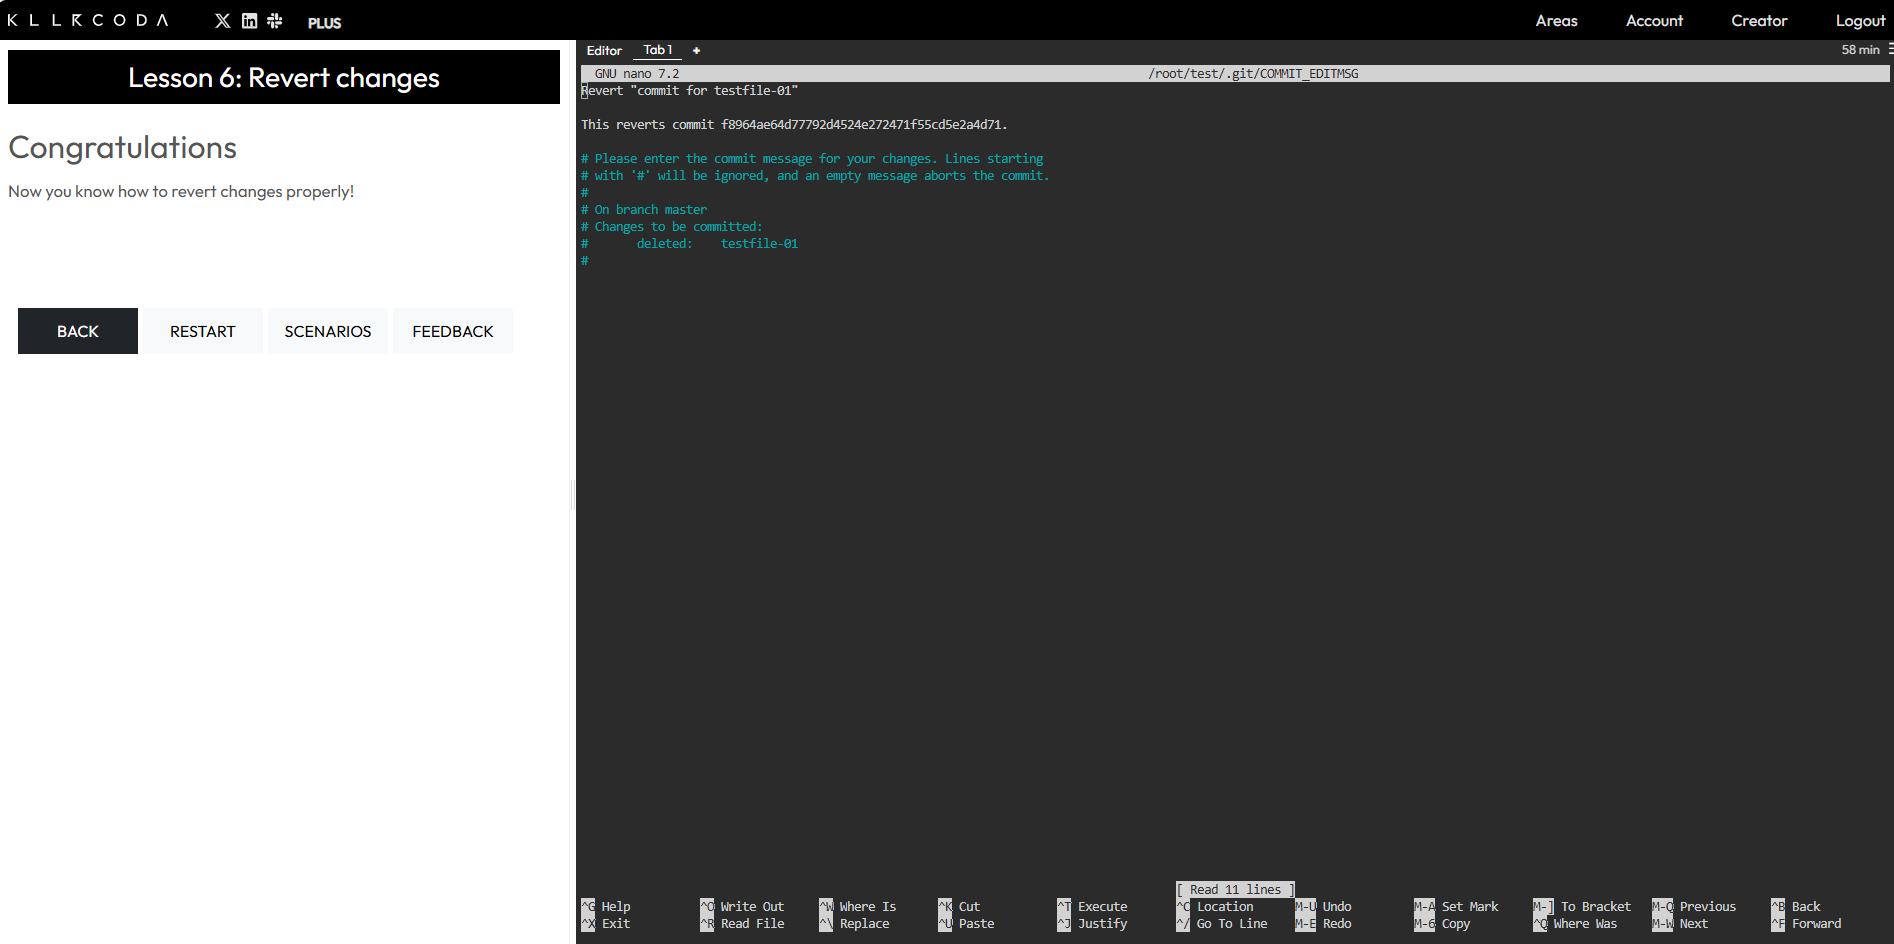 KLLRCODA PLUS Areas Account Creator Logout
Lesson 6: Revert changes
Congratulations
Now you know how to revert changes properly!
BACK RESTART SCENARIOS FEEDBACK
Editor Tab 1 + 58 min
GNU nano 7.2 /root/test/.git/COMMIT_EDITMSG
Revert "commit for testfile-01"
This reverts commit f8964ae64d77792d4524e272471f55cd5e2a4d71.
# Please enter the commit message for your changes. Lines starting
# with '#' will be ignored, and an empty message aborts the commit.
#
# On branch master
# Changes to be committed:
#       deleted:    testfile-01
#
[ Read 11 lines ]
^G Help ^O Write Out ^W Where Is ^K Cut ^T Execute ^C Location M-U Undo M-A Set Mark M-] To Bracket M-Q Previous ^B Back
^X Exit ^R Read File ^\ Replace ^U Paste ^J Justify ^/ Go To Line M-E Redo M-6 Copy ^Q Where Was M-W Next ^F Forward